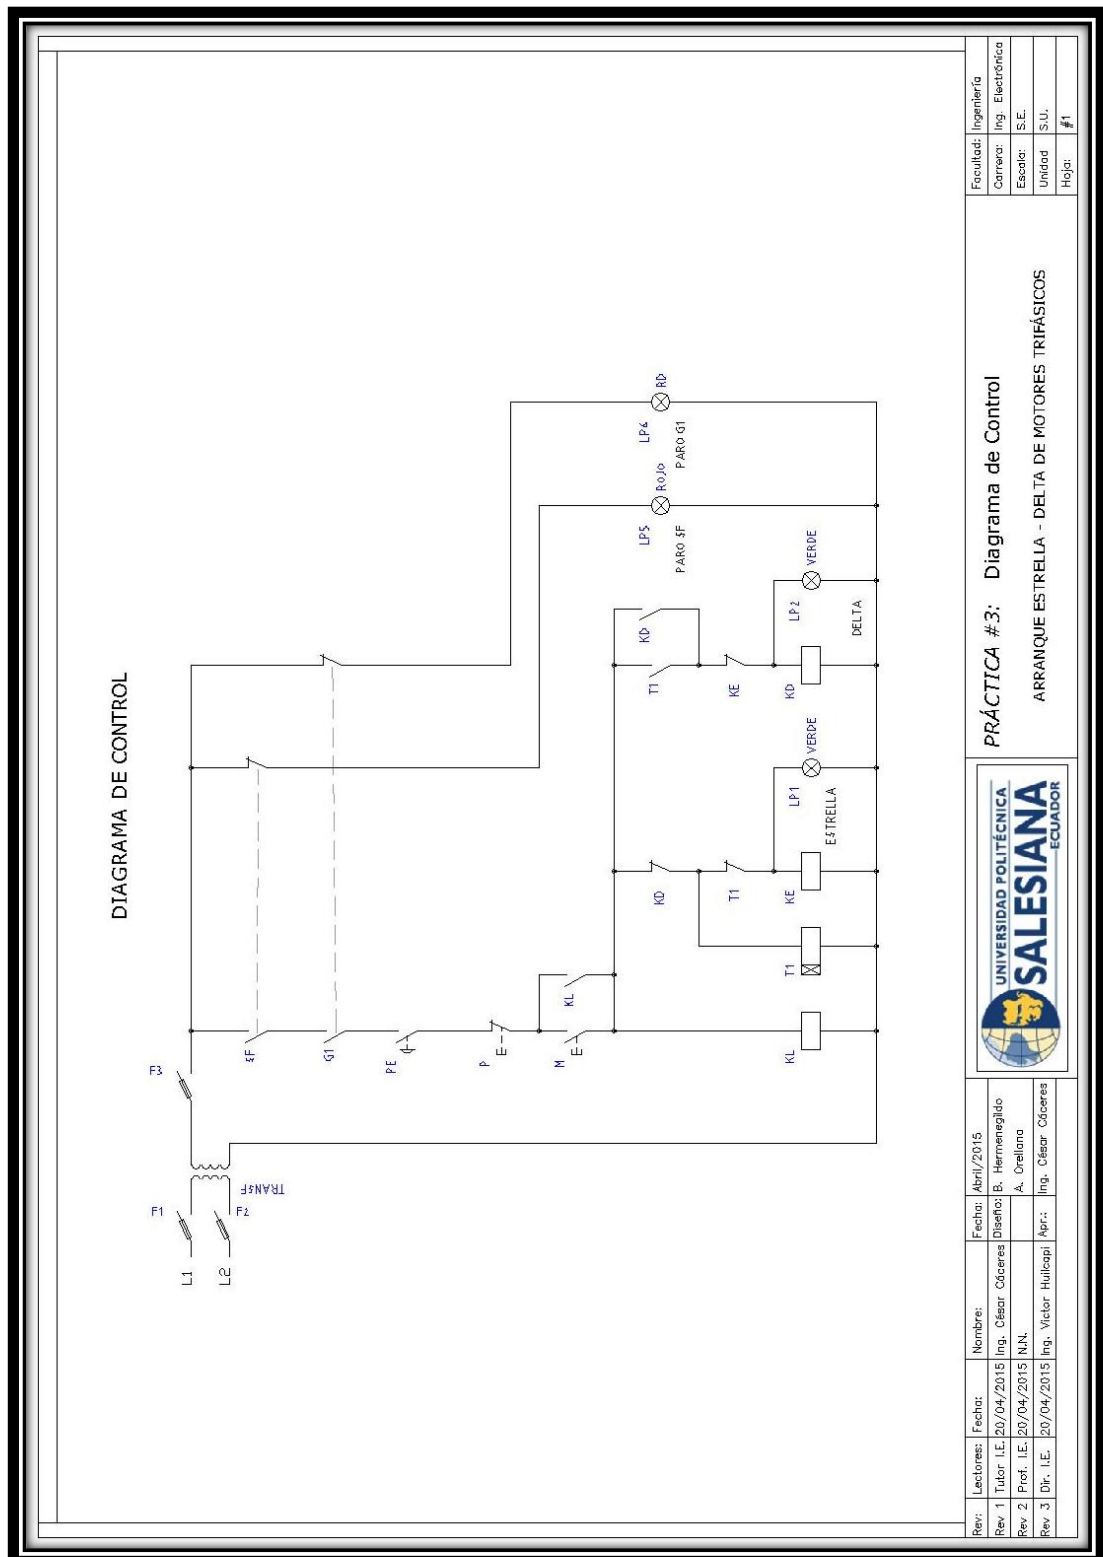 DIAGRAMA DE CONTROL
L1
L2
F1
F2
TRANSF
F3
SF
G1
PE
P
M
KL
KL
T1
KD
T1
KE
LP1
VERDE
ESTRELLA
KD
T1
KE
KD
LP2
VERDE
DELTA
LP5
ROJO
PARO SF
LP6
RD
PARO G1
Rev: Lectores: Fecha: Nombre: Fecha: Abril/2015
Rev 1 Tutor I.E. 20/04/2015 Ing. César Cáceres Diseño: B. Hermenegildo
Rev 2 Prof. I.E. 20/04/2015 N.N. A. Orellana
Rev 3 Dir. I.E. 20/04/2015 Ing. Victor Huilcapi Apr.: Ing. César Cáceres
UNIVERSIDAD POLITÉCNICA
SALESIANA
ECUADOR
PRÁCTICA #3: Diagrama de Control
ARRANQUE ESTRELLA - DELTA DE MOTORES TRIFÁSICOS
Facultad: Ingeniería
Carrera: Ing. Electrónica
Escala: S.E.
Unidad S.U.
Hoja: #1